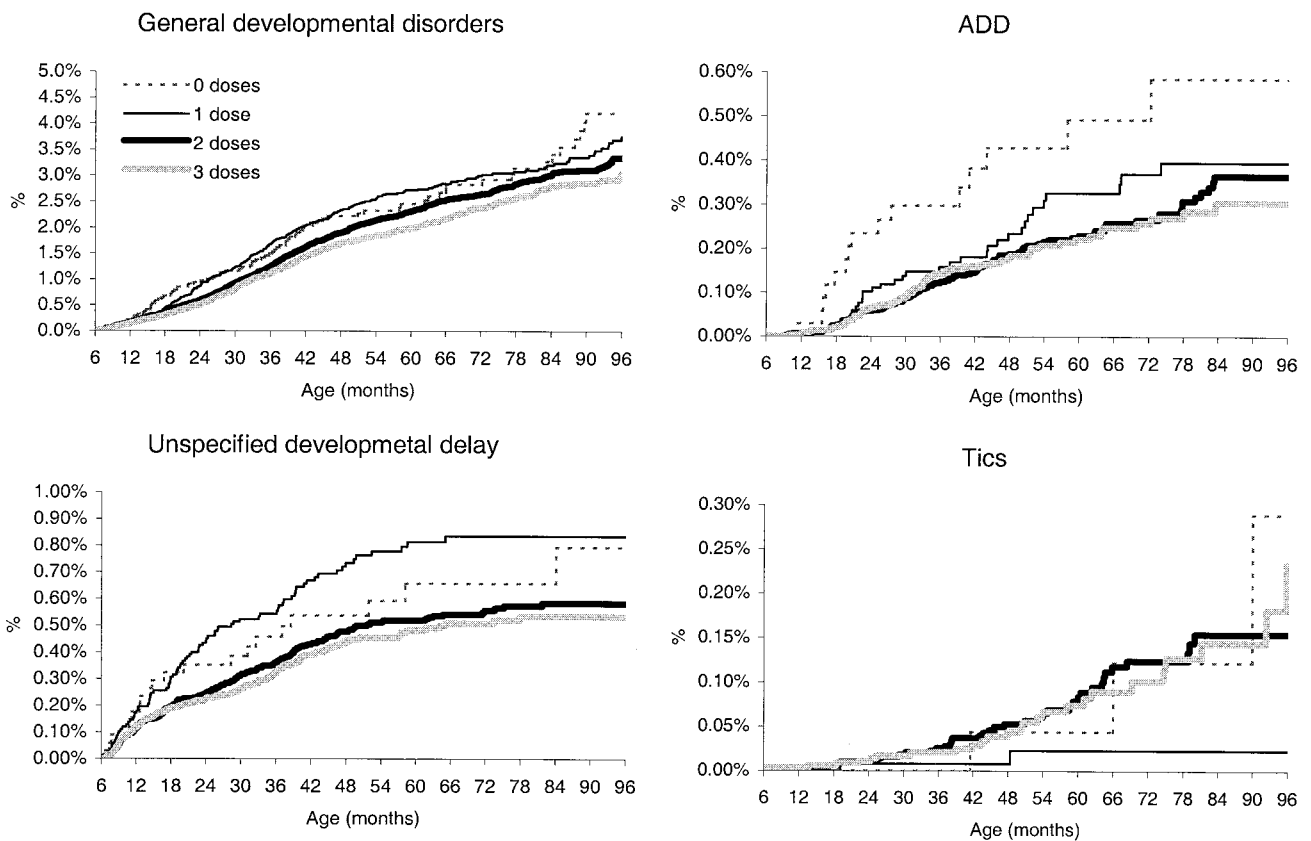 General developmental disorders
5.0%
4.5%
4.0%
3.5%
3.0%
2.5%
2.0%
1.5%
1.0%
0.5%
0.0%
%
0 doses
1 dose
2 doses
3 doses
6 12 18 24 30 36 42 48 54 60 66 72 78 84 90 96
Age (months)
ADD
0.60%
0.50%
0.40%
0.30%
0.20%
0.10%
0.00%
%
6 12 18 24 30 36 42 48 54 60 66 72 78 84 90 96
Age (months)
Unspecified developmetal delay
1.00%
0.90%
0.80%
0.70%
0.60%
0.50%
0.40%
0.30%
0.20%
0.10%
0.00%
%
6 12 18 24 30 36 42 48 54 60 66 72 78 84 90 96
Age (months)
Tics
0.30%
0.25%
0.20%
0.15%
0.10%
0.05%
0.00%
%
6 12 18 24 30 36 42 48 54 60 66 72 78 84 90 96
Age (months)